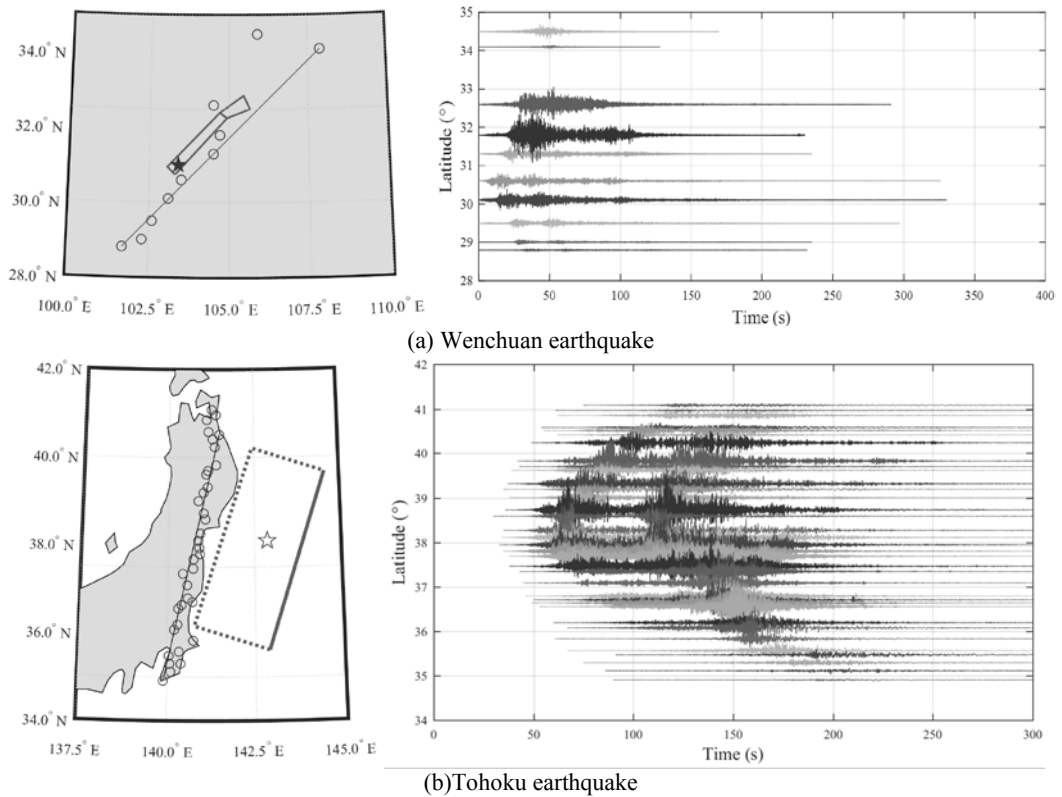 34.0° N
32.0° N
30.0° N
28.0° N
100.0° E 102.5° E 105.0° E 107.5° E 110.0° E
35
34
33
32
31
30
29
28
Latitude (°)
0 50 100 150 200 250 300 350 400
Time (s)
(a) Wenchuan earthquake
42.0° N
40.0° N
38.0° N
36.0° N
34.0° N
137.5° E 140.0° E 142.5° E 145.0° E
42
41
40
39
38
37
36
35
34
Latitude (°)
0 50 100 150 200 250 300
Time (s)
(b)Tohoku earthquake